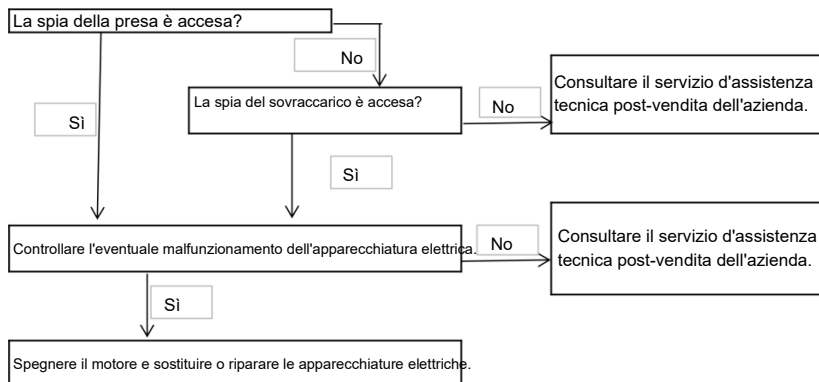 La spia della presa è accesa?
No
La spia del sovraccarico è accesa?
No
Consultare il servizio d'assistenza
tecnica post-vendita dell'azienda.
Sì
Sì
Controllare l'eventuale malfunzionamento dell'apparecchiatura elettrica.
No
Consultare il servizio d'assistenza
tecnica post-vendita dell'azienda.
Sì
Spegnere il motore e sostituire o riparare le apparecchiature elettriche.